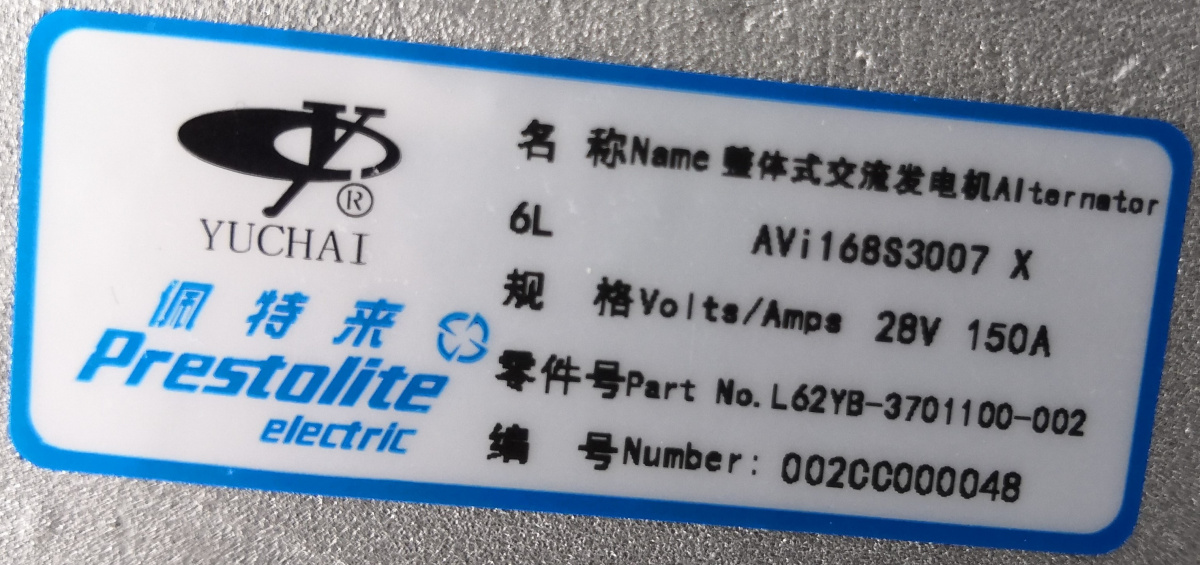 YUCHAI
®
佩特来
Prestolite
electric
名 称Name 整体式交流发电机Alternator
6L AVi168S3007 X
规 格Volts/Amps 28V 150A
零件号Part No.L62YB-3701100-002
编 号Number: 002CC000048